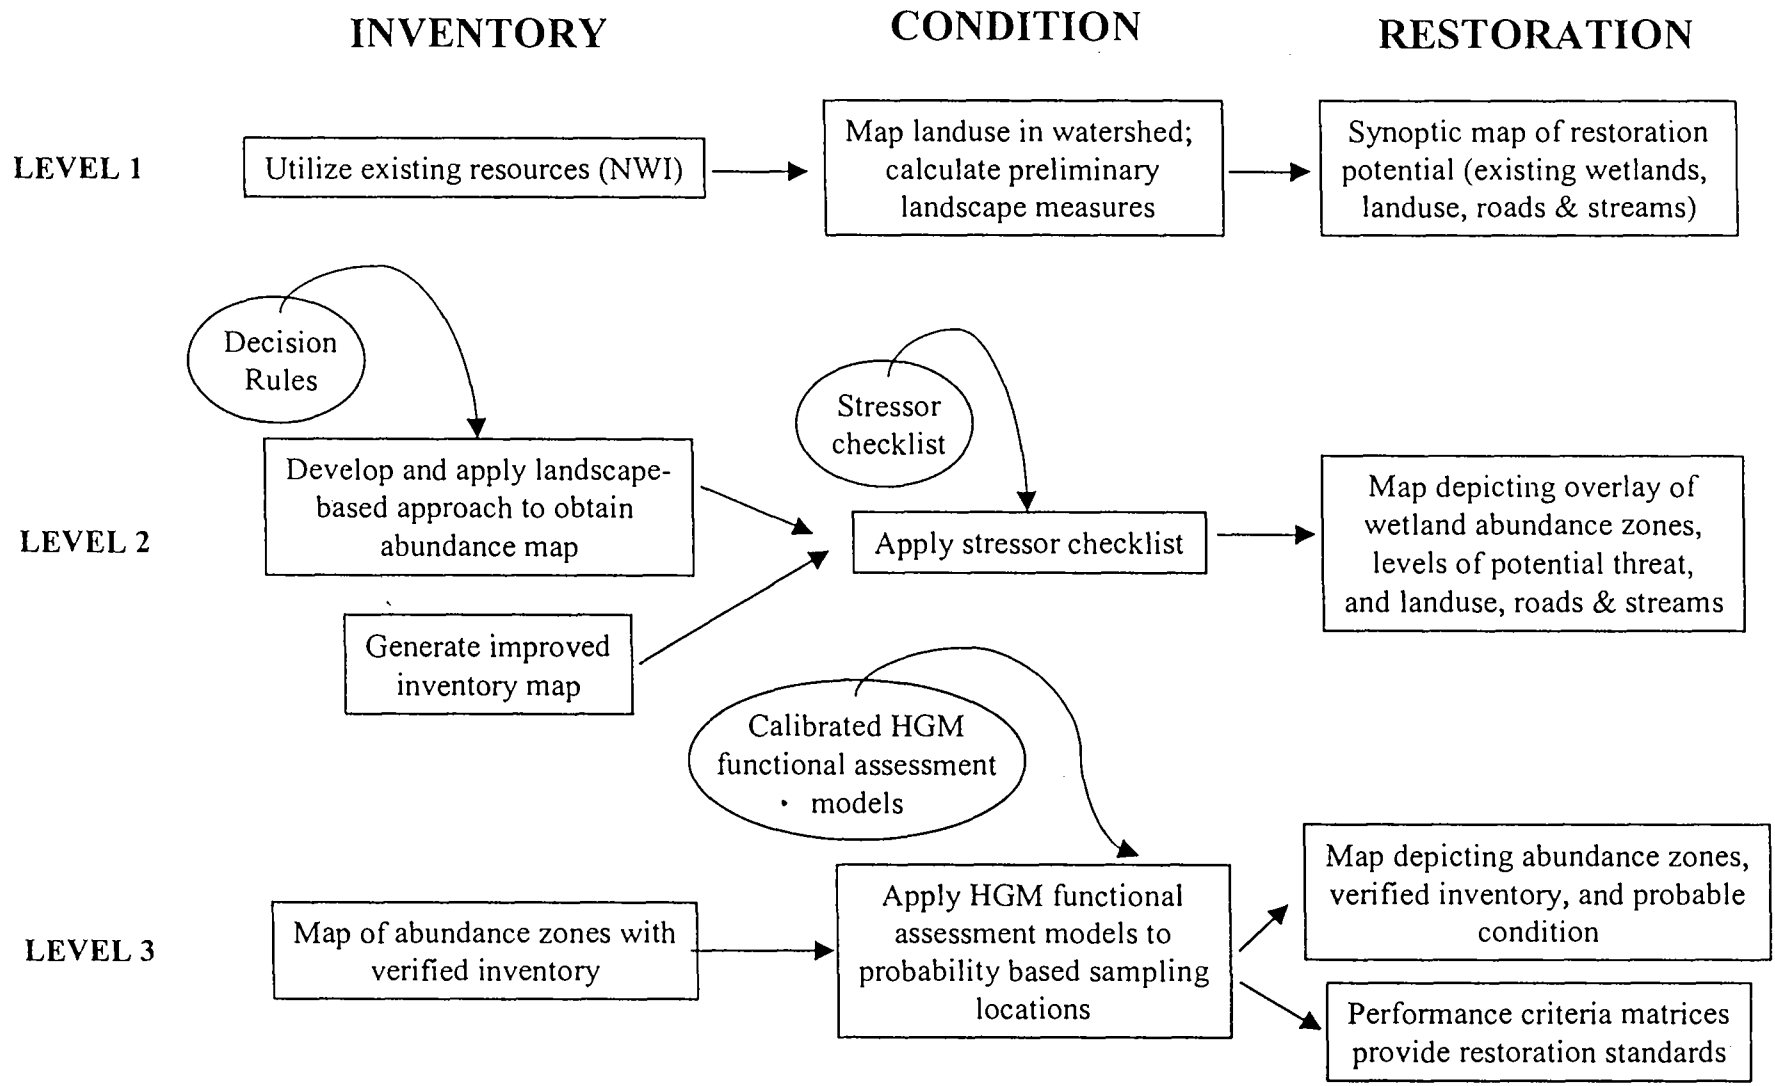 INVENTORY
CONDITION
RESTORATION
LEVEL 1
Utilize existing resources (NWI)
Map landuse in watershed;
calculate preliminary
landscape measures
Synoptic map of restoration
potential (existing wetlands,
landuse, roads & streams)
Decision
Rules
Stressor
checklist
LEVEL 2
Develop and apply landscape-
based approach to obtain
abundance map
Generate improved
inventory map
Apply stressor checklist
Map depicting overlay of
wetland abundance zones,
levels of potential threat,
and landuse, roads & streams
Calibrated HGM
functional assessment
models
LEVEL 3
Map of abundance zones with
verified inventory
Apply HGM functional
assessment models to
probability based sampling
locations
Map depicting abundance zones,
verified inventory, and probable
condition
Performance criteria matrices
provide restoration standards